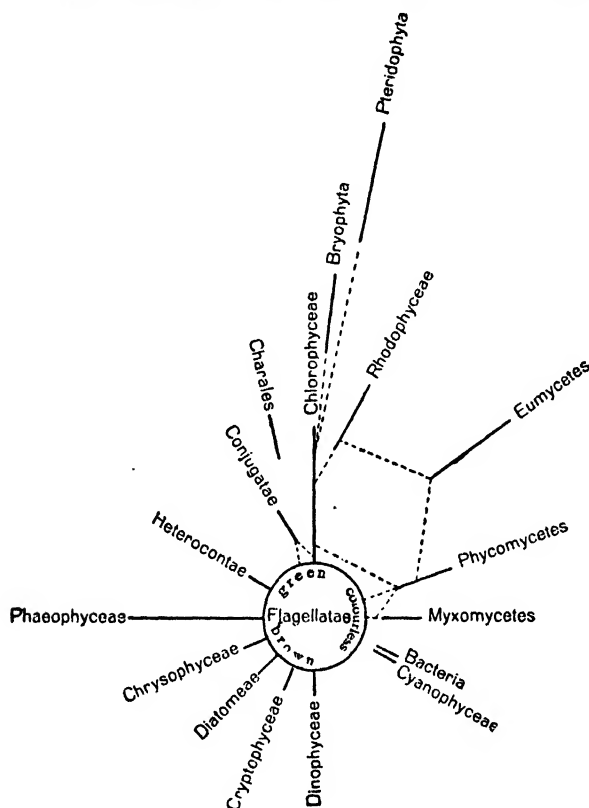 Pteridophyta
Bryophyta
Chlorophyceae
Rhodophyceae
Charales
Eumycetes
Conjugatae
Heterocontae
Phycomycetes
green
colourless
Flagellatae
brown
Phaeophyceae
Myxomycetes
Chrysophyceae
Bacteria
Cyanophyceae
Diatomeae
Cryptophyceae
Dinophyceae